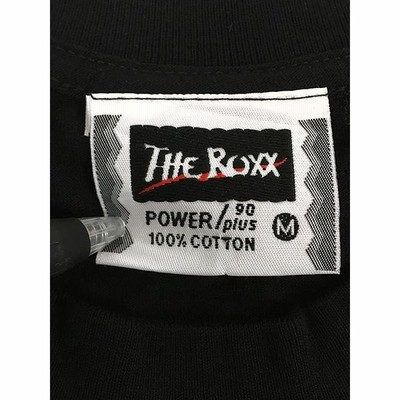 THE ROXX
POWER/90 plus M
100% COTTON